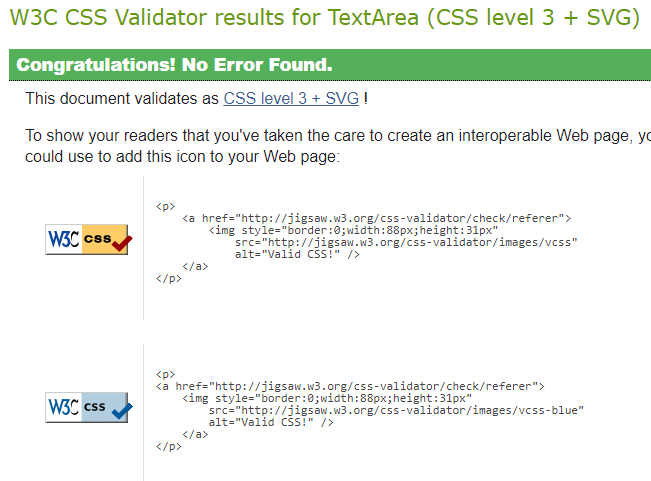 W3C CSS Validator results for TextArea (CSS level 3 + SVG)
Congratulations! No Error Found.
This document validates as CSS level 3 + SVG !
To show your readers that you've taken the care to create an interoperable Web page,
could use to add this icon to your Web page:
W3C css
<p>
<a href="http://jigsaw.w3.org/css-validator/check/referer">
<img style="border:0;width:88px;height:31px"
src="http://jigsaw.w3.org/css-validator/images/vcss"
alt="Valid CSS!" />
</a>
</p>
W3C css
<p>
<a href="http://jigsaw.w3.org/css-validator/check/referer">
<img style="border:0;width:88px;height:31px"
src="http://jigsaw.w3.org/css-validator/images/vcss-blue"
alt="Valid CSS!" />
</a>
</p>